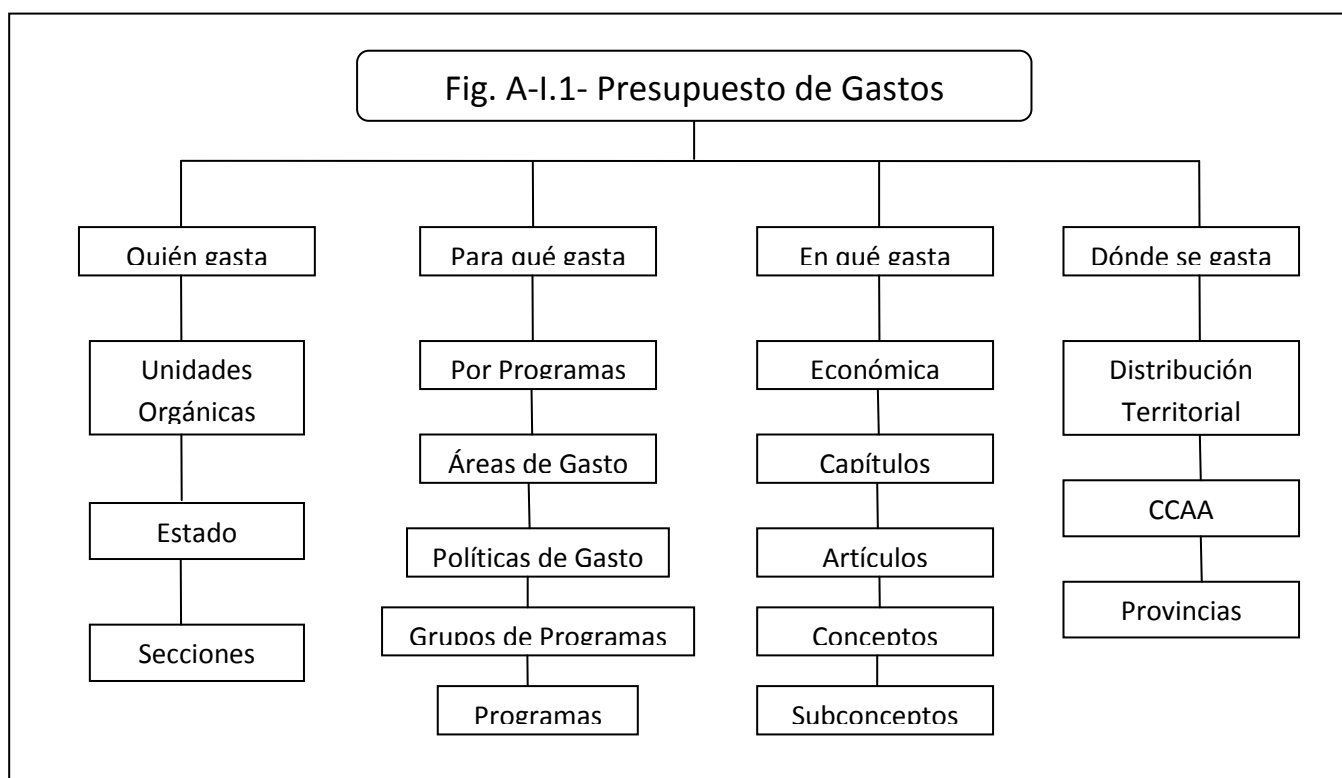 Fig. A-I.1- Presupuesto de Gastos
Quién gasta
Para qué gasta
En qué gasta
Dónde se gasta
Unidades
Orgánicas
Por Programas
Económica
Distribución
Territorial
Áreas de Gasto
Capítulos
Estado
CCAA
Políticas de Gasto
Artículos
Secciones
Grupos de Programas
Conceptos
Provincias
Programas
Subconceptos